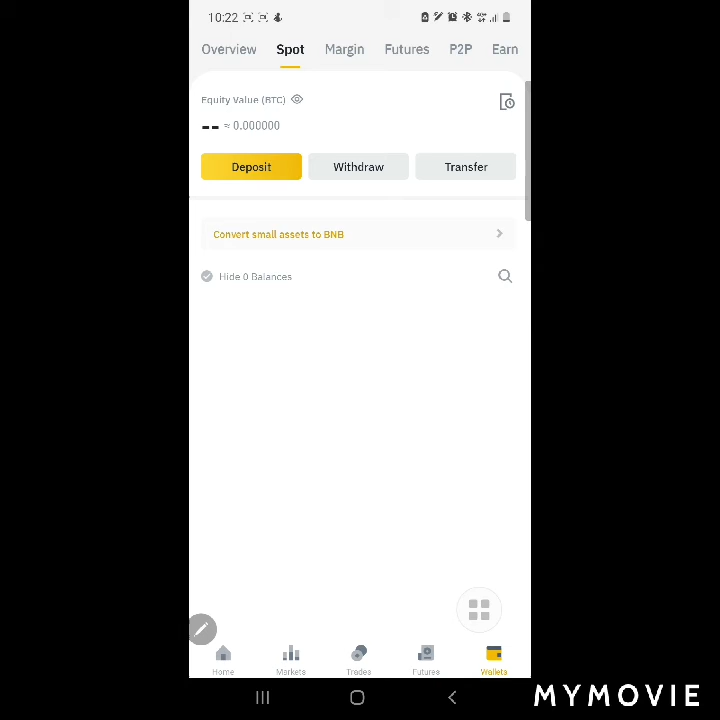 10:22
Overview Spot Margin Futures P2P Earn
Equity Value (BTC)
-- ≈ 0.000000
Deposit Withdraw Transfer
Convert small assets to BNB
Hide 0 Balances
Home Markets Trades Futures Wallets
MYMOVIE